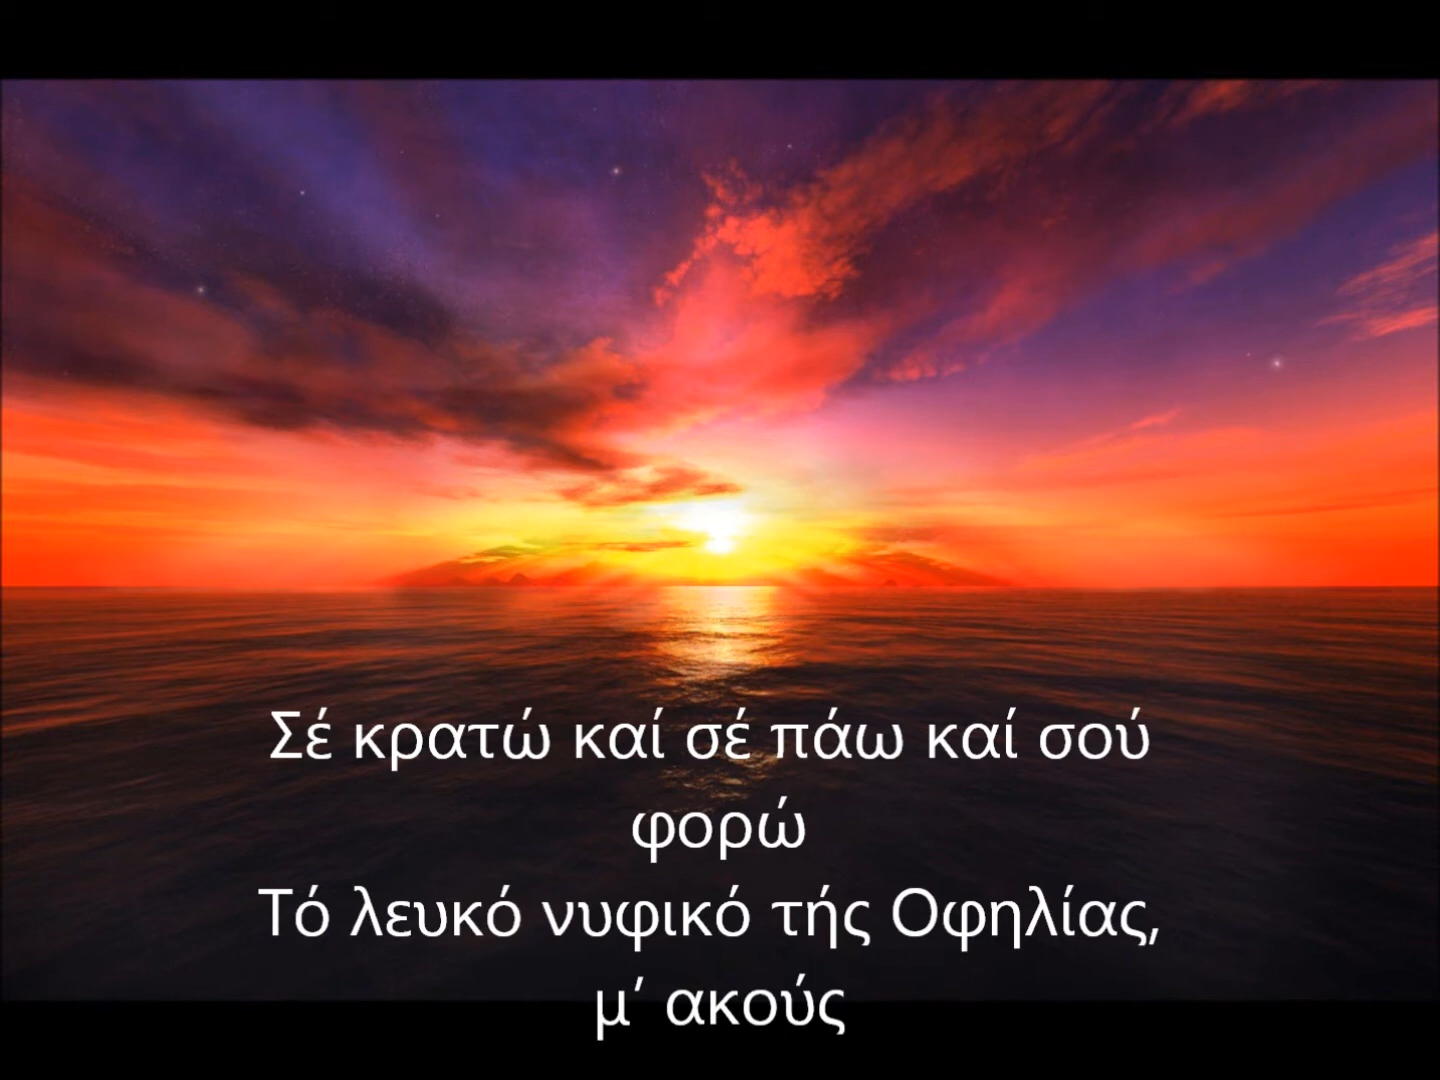 Σέ κρατώ καί σέ πάω καί σού
φορώ
Τό λευκό νυφικό τής Οφηλίας,
μ’ ακούς